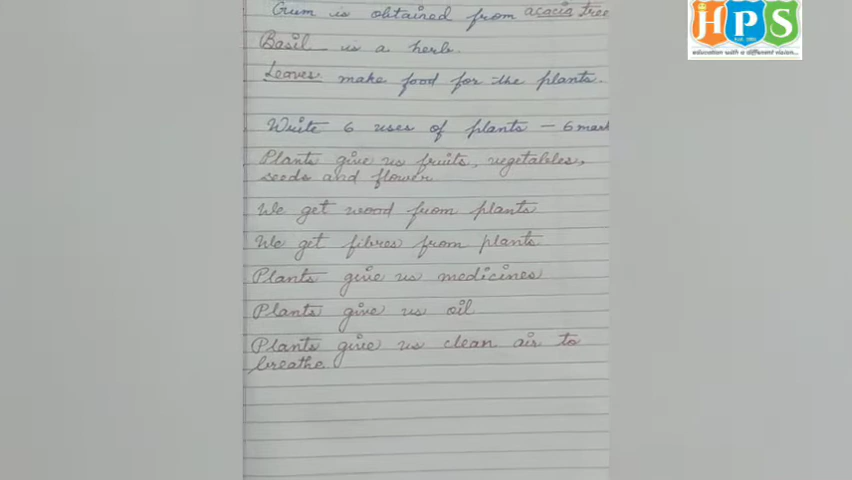 HPS
education with a different vision...
Gum is obtained from acacia tree
Basil is a herb.
Leaves make food for the plants.
Write 6 uses of plants - 6 mark
Plants give us fruits, vegetables,
seeds and flower
We get wood from plants
We get fibres from plants
Plants give us medicines
Plants give us oil
Plants give us clean air to
breathe